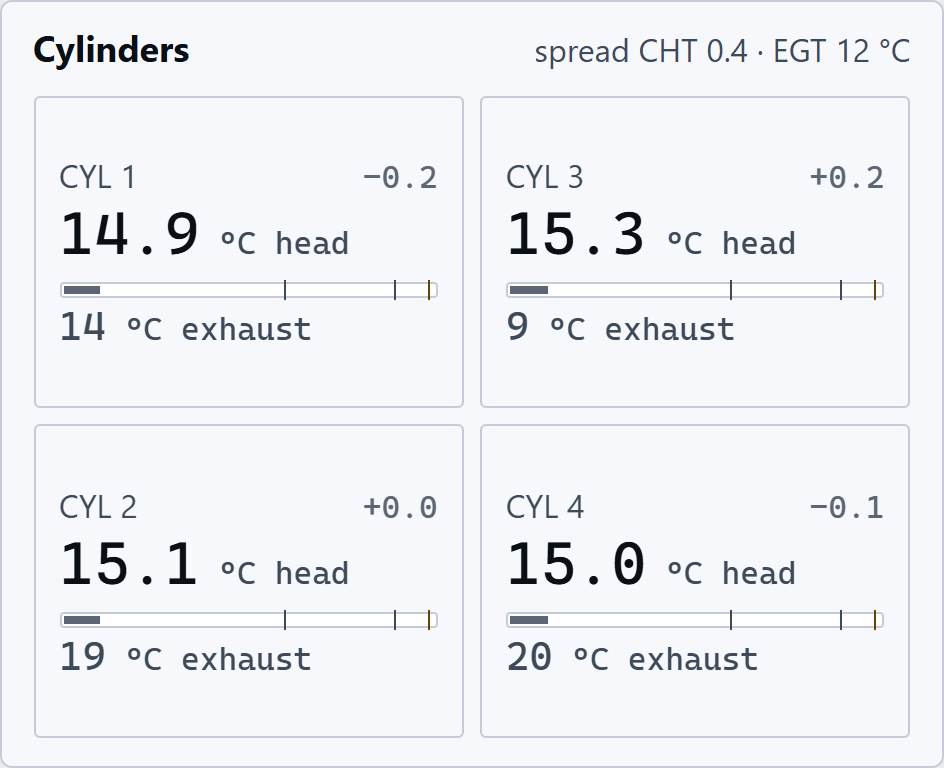 Cylinders
spread CHT 0.4 · EGT 12 °C
CYL 1 −0.2
14.9 °C head
14 °C exhaust
CYL 3 +0.2
15.3 °C head
9 °C exhaust
CYL 2 +0.0
15.1 °C head
19 °C exhaust
CYL 4 −0.1
15.0 °C head
20 °C exhaust